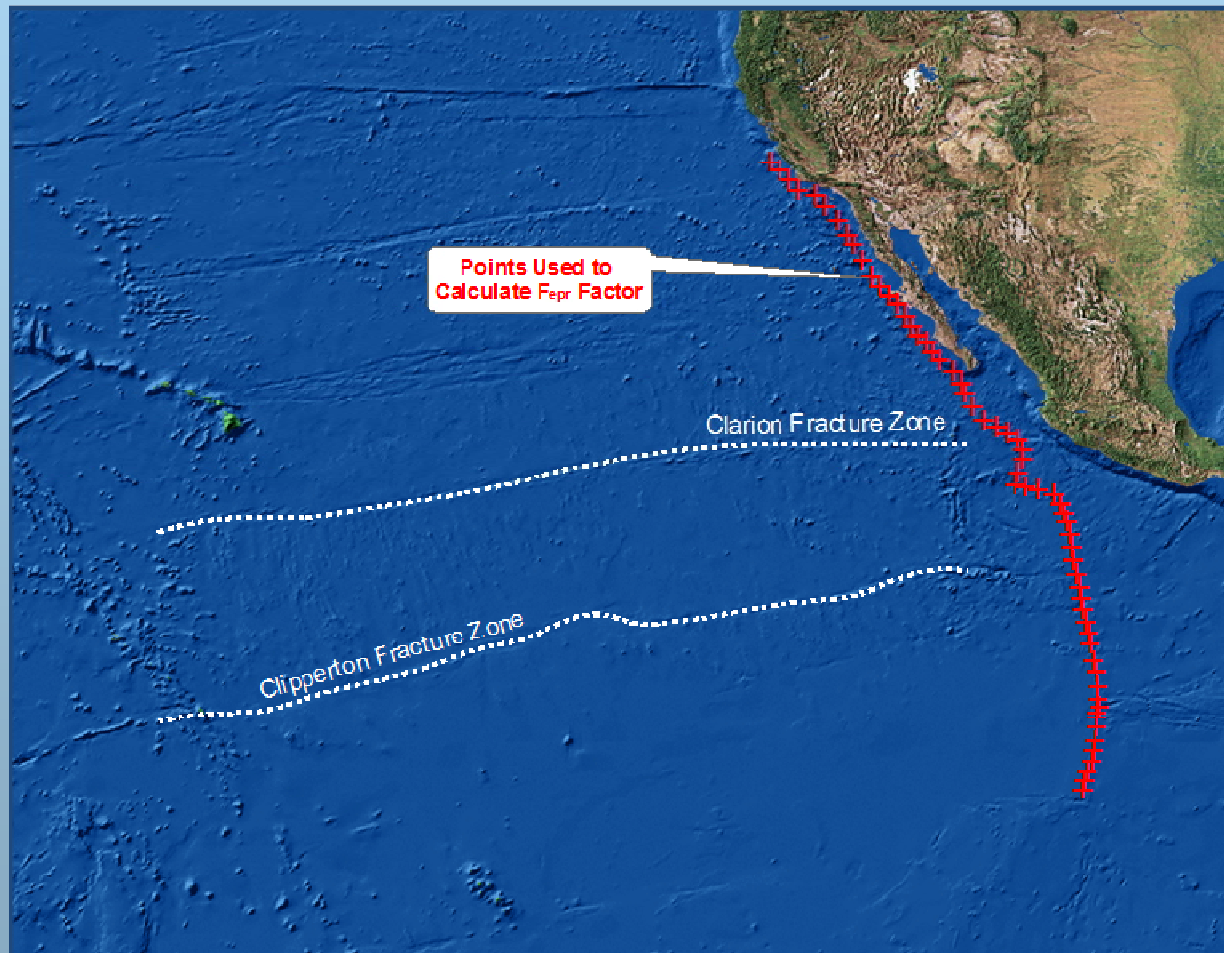 Points Used to
Calculate Fepr Factor
Clarion Fracture Zone
Clipperton Fracture Zone